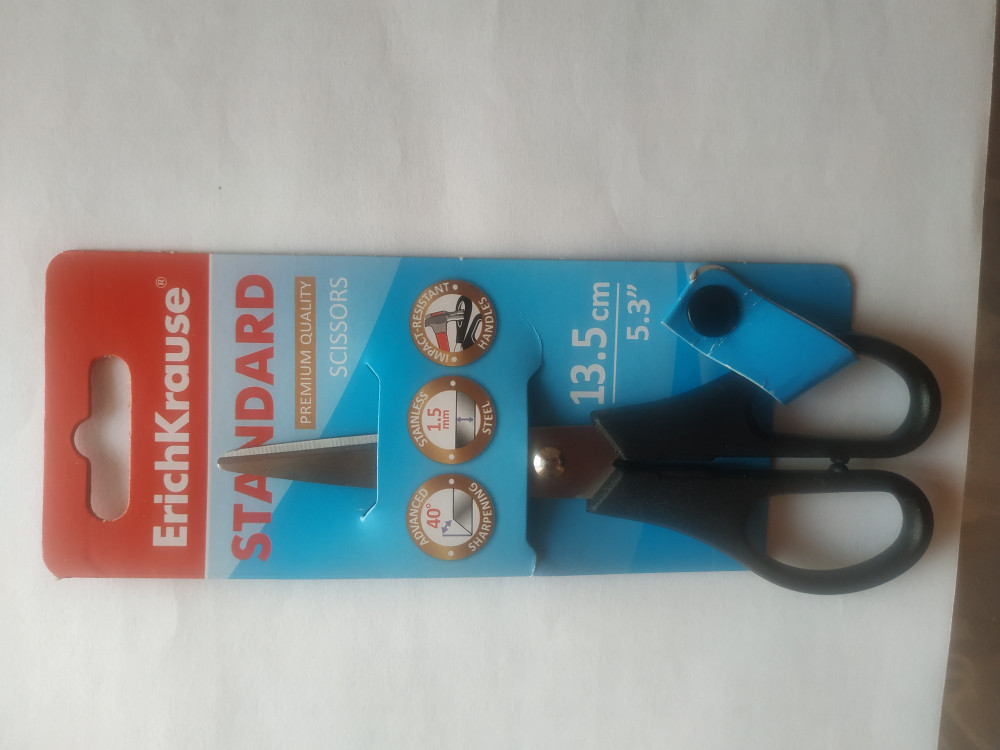 ErichKrause®
STANDARD
PREMIUM QUALITY
SCISSORS
ADVANCED
40°
SHARPENING
STAINLESS
1.5
mm
STEEL
IMPACT-RESISTANT
HANDLES
13.5 cm
5.3”